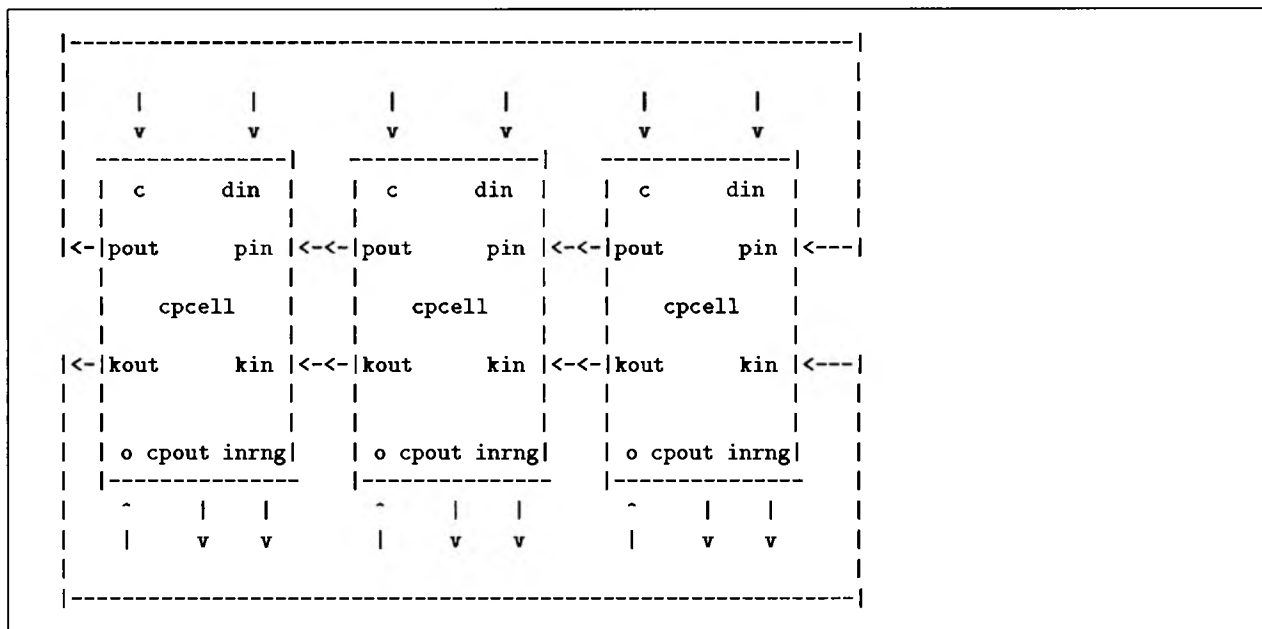 c din c din c din
pout pin pout pin pout pin
cpcell cpcell cpcell
kout kin kout kin kout kin
o cpout inrng o cpout inrng o cpout inrng